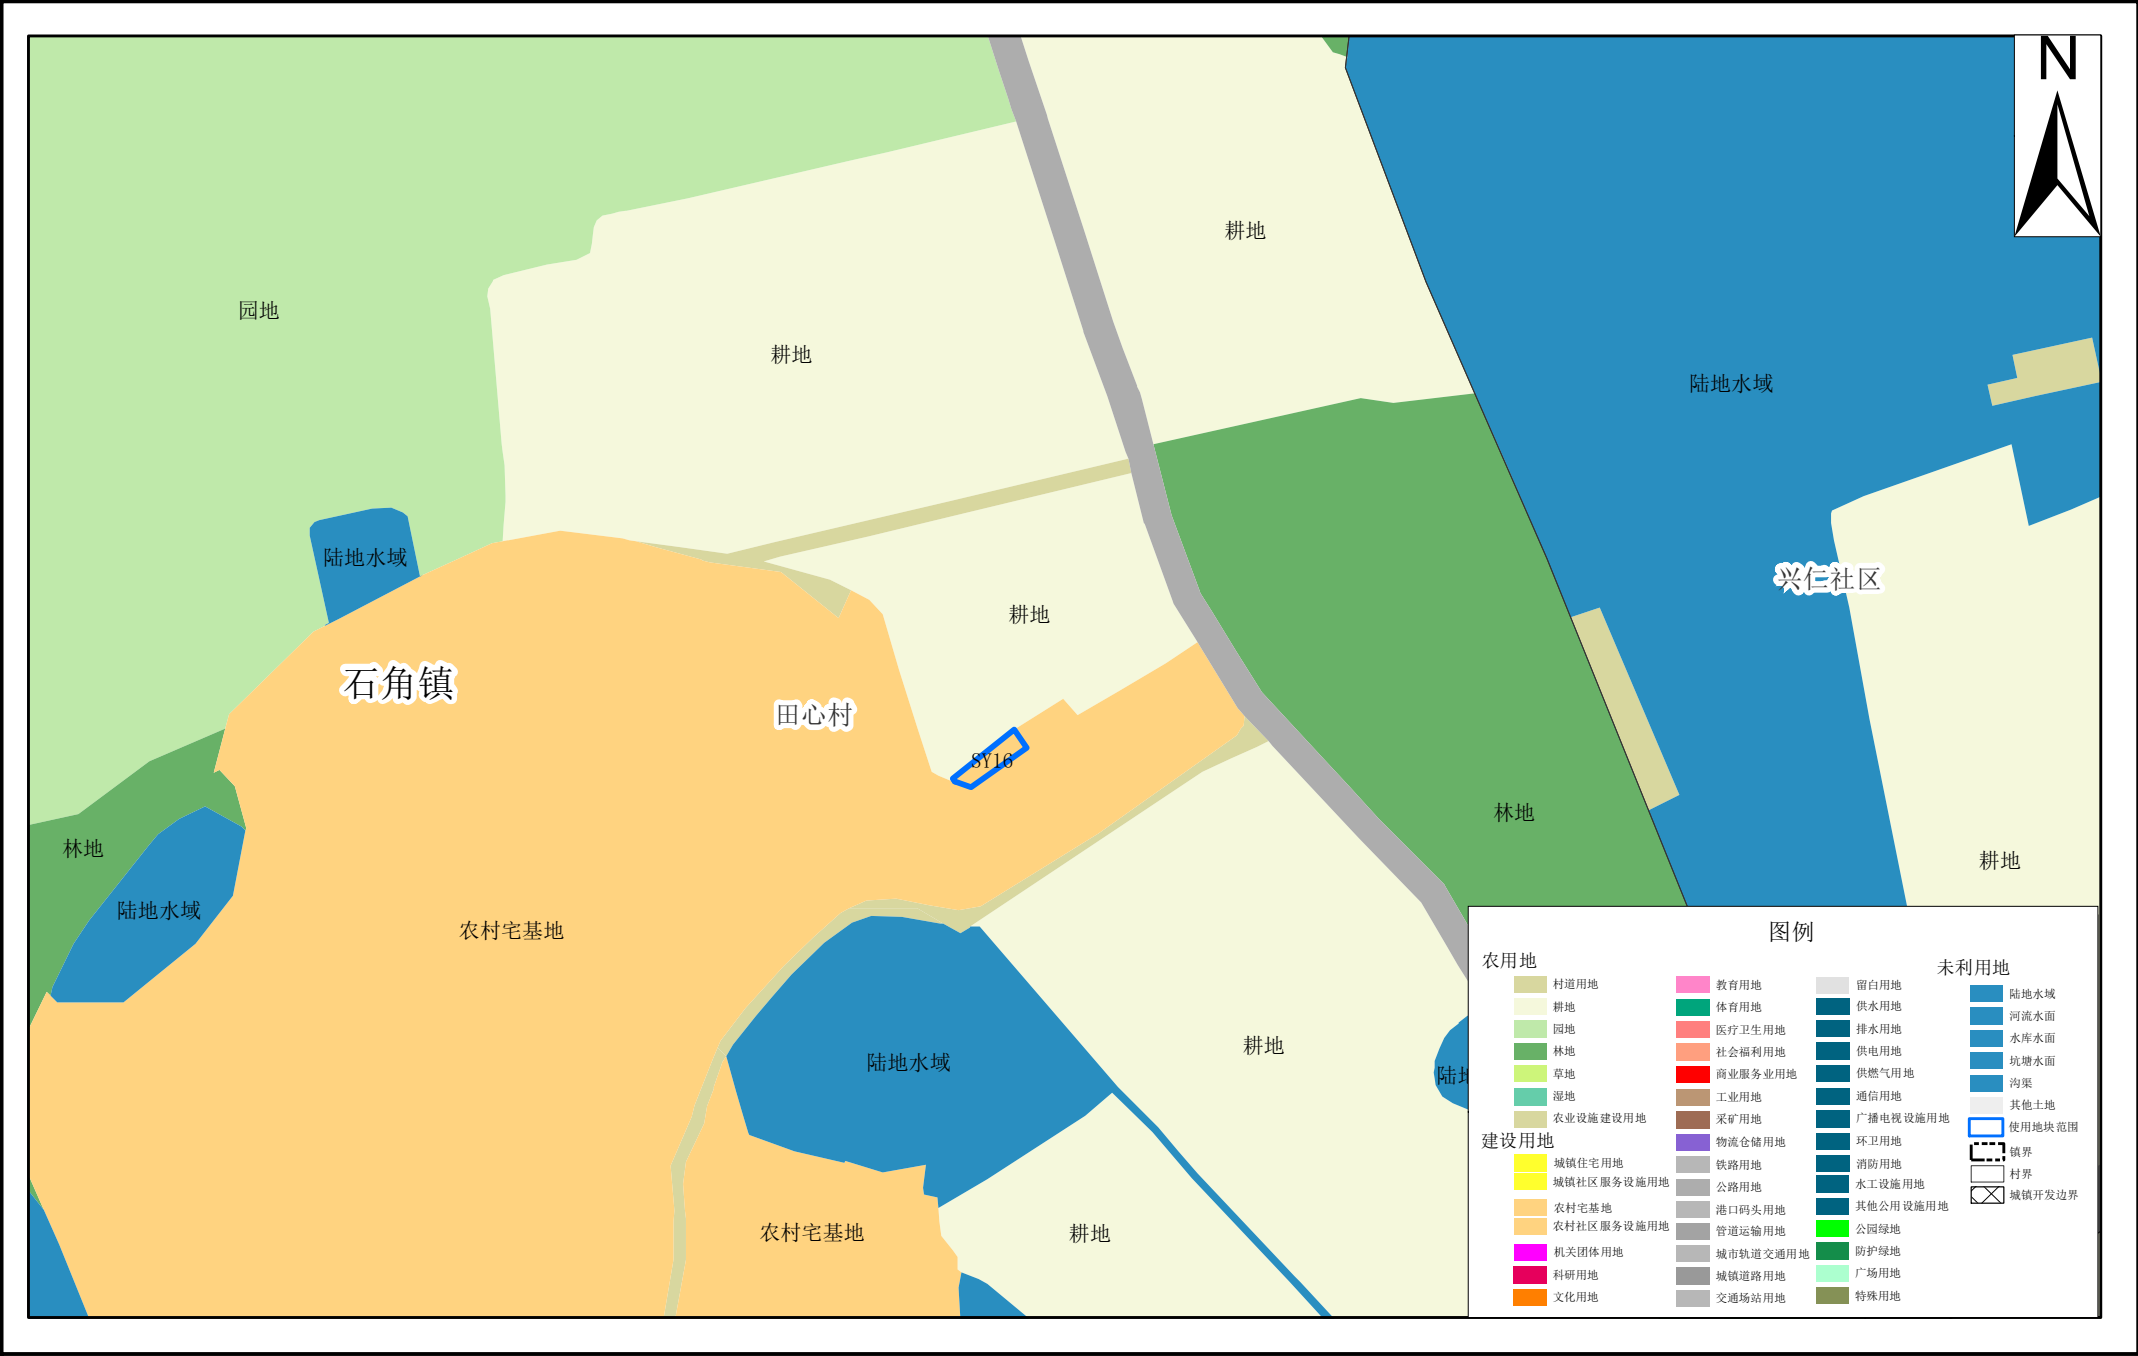 N
耕地
园地
耕地
陆地水域
陆地水域
兴仁社区
耕地
石角镇
田心村
SY16
林地
林地
耕地
陆地水域
农村宅基地
耕地
陆地水域
陆地
农村宅基地
耕地
图例
农用地
村道用地
耕地
园地
林地
草地
湿地
农业设施建设用地
建设用地
城镇住宅用地
城镇社区服务设施用地
农村宅基地
农村社区服务设施用地
机关团体用地
科研用地
文化用地
教育用地
体育用地
医疗卫生用地
社会福利用地
商业服务业用地
工业用地
采矿用地
物流仓储用地
铁路用地
公路用地
港口码头用地
管道运输用地
城市轨道交通用地
城镇道路用地
交通场站用地
留白用地
供水用地
排水用地
供电用地
供燃气用地
通信用地
广播电视设施用地
环卫用地
消防用地
水工设施用地
其他公用设施用地
公园绿地
防护绿地
广场用地
特殊用地
未利用地
陆地水域
河流水面
水库水面
坑塘水面
沟渠
其他土地
使用地块范围
镇界
村界
城镇开发边界